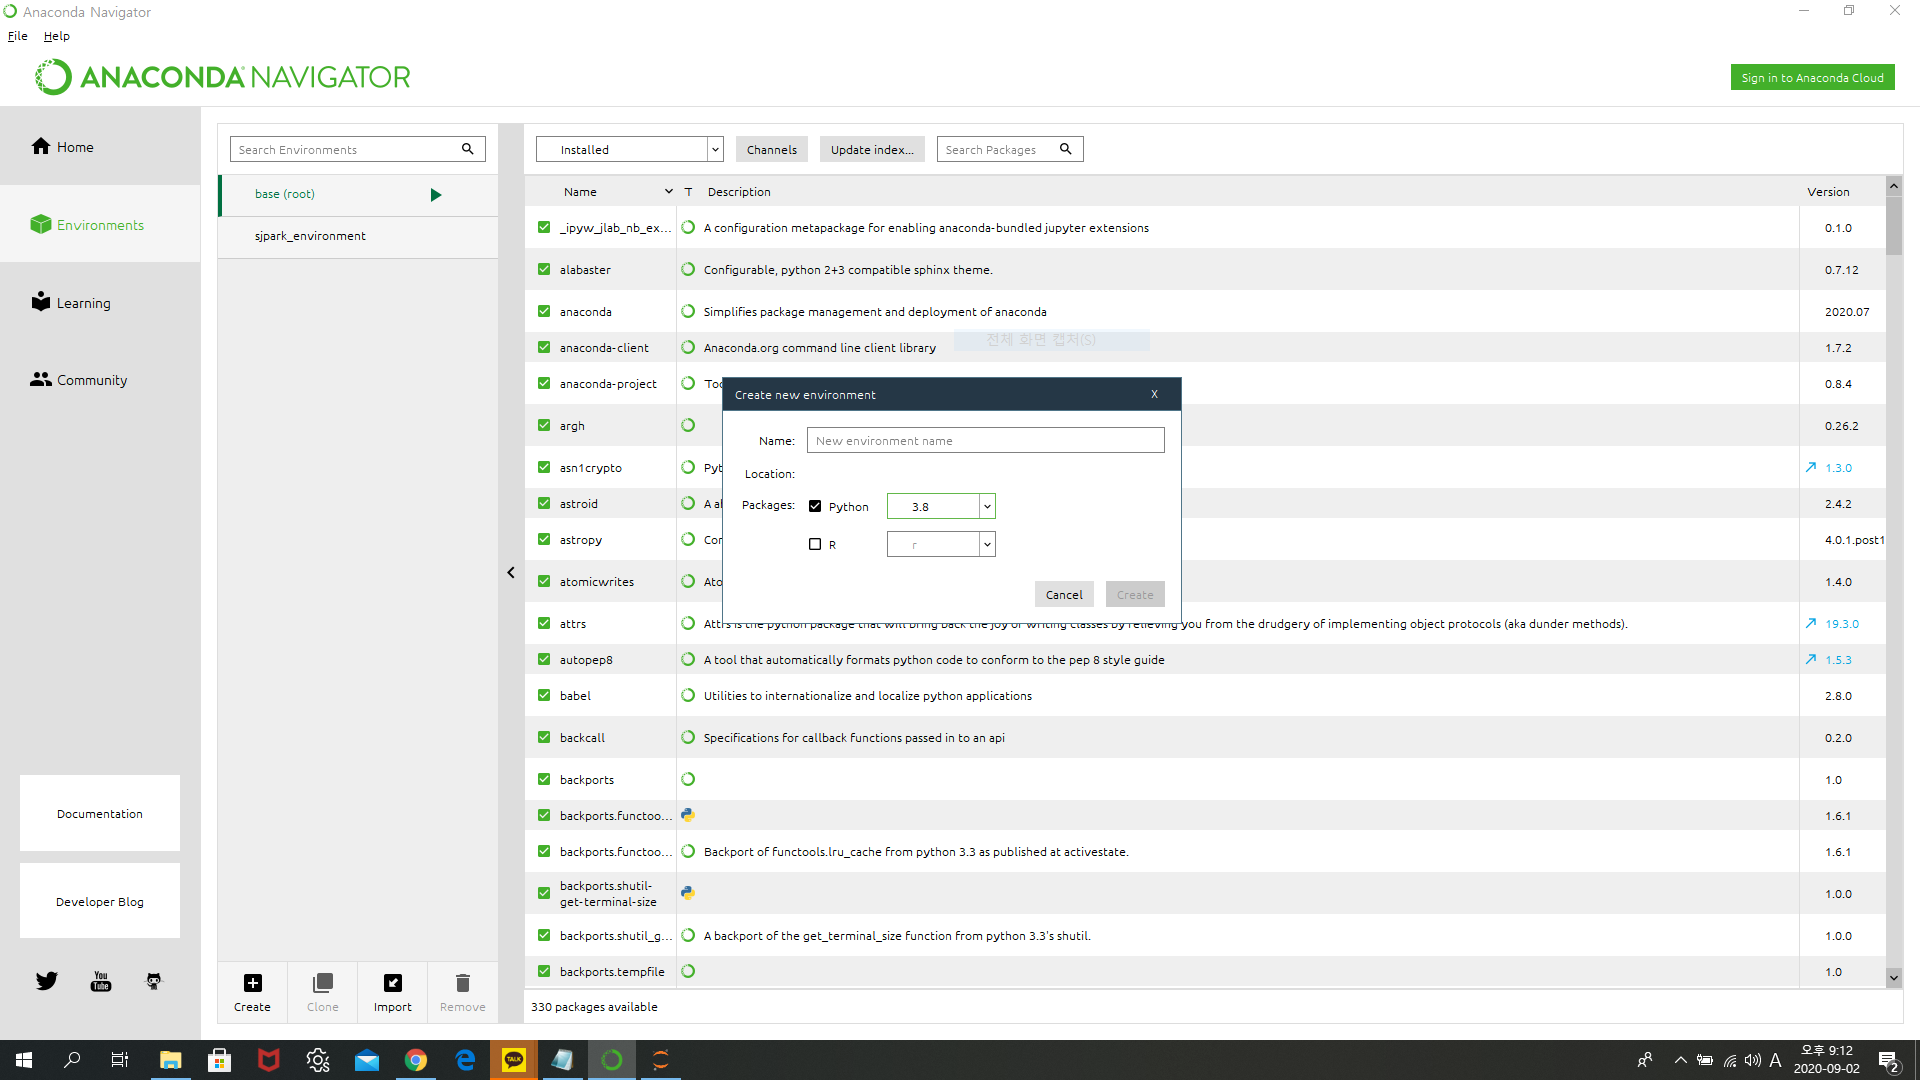 Anaconda Navigator
File Help
ANACONDA NAVIGATOR
Sign in to Anaconda Cloud
Home
Environments
Learning
Community
Documentation
Developer Blog
Search Environments
base (root)
sjpark_environment
Create
Clone
Import
Remove
Installed
Channels
Update index...
Search Packages
Name T Description Version
_ipyw_jlab_nb_ex... A configuration metapackage for enabling anaconda-bundled jupyter extensions 0.1.0
alabaster Configurable, python 2+3 compatible sphinx theme. 0.7.12
anaconda Simplifies package management and deployment of anaconda 2020.07
전체 화면 캡처(S)
anaconda-client Anaconda.org command line client library 1.7.2
anaconda-project 0.8.4
argh 0.26.2
asn1crypto 1.3.0
astroid 2.4.2
astropy 4.0.1.post1
atomicwrites 1.4.0
attrs Attrs is the python package that will bring back the joy of writing classes by relieving you from the drudgery of implementing object protocols (aka dunder methods). 19.3.0
autopep8 A tool that automatically formats python code to conform to the pep 8 style guide 1.5.3
babel Utilities to internationalize and localize python applications 2.8.0
backcall Specifications for callback functions passed in to an api 0.2.0
backports 1.0
backports.functoo... 1.6.1
backports.functoo... Backport of functools.lru_cache from python 3.3 as published at activestate. 1.6.1
backports.shutil-
get-terminal-size 1.0.0
backports.shutil_g... A backport of the get_terminal_size function from python 3.3's shutil. 1.0.0
backports.tempfile 1.0
330 packages available
Create new environment X
Name: New environment name
Location:
Packages: Python 3.8
R r
Cancel Create
You
Tube
TALK
A
오후 9:12
2020-09-02
2